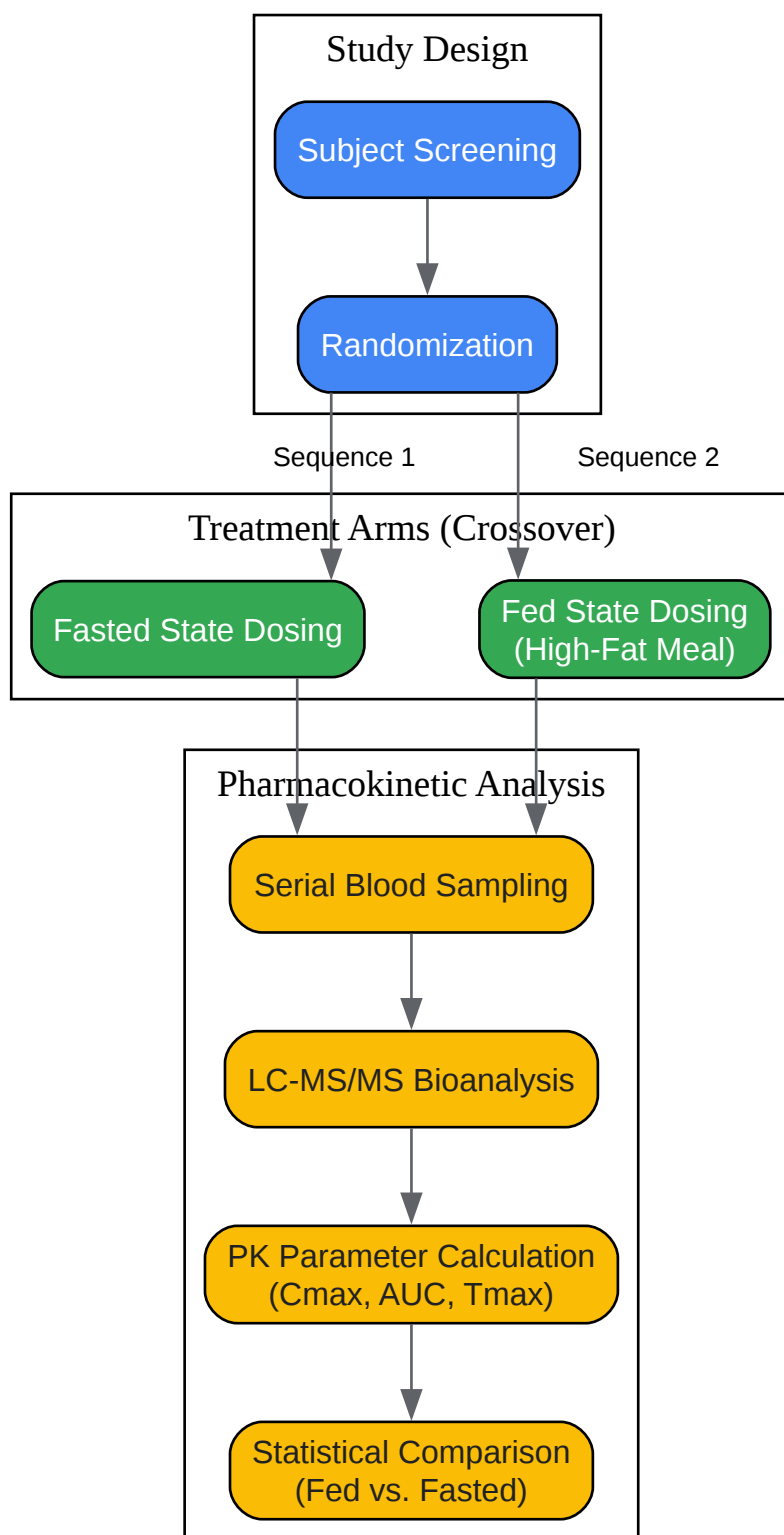 Study Design
Subject Screening
Randomization
Sequence 1
Sequence 2
Treatment Arms (Crossover)
Fasted State Dosing
Fed State Dosing
(High-Fat Meal)
Pharmacokinetic Analysis
Serial Blood Sampling
LC-MS/MS Bioanalysis
PK Parameter Calculation
(Cmax, AUC, Tmax)
Statistical Comparison
(Fed vs. Fasted)